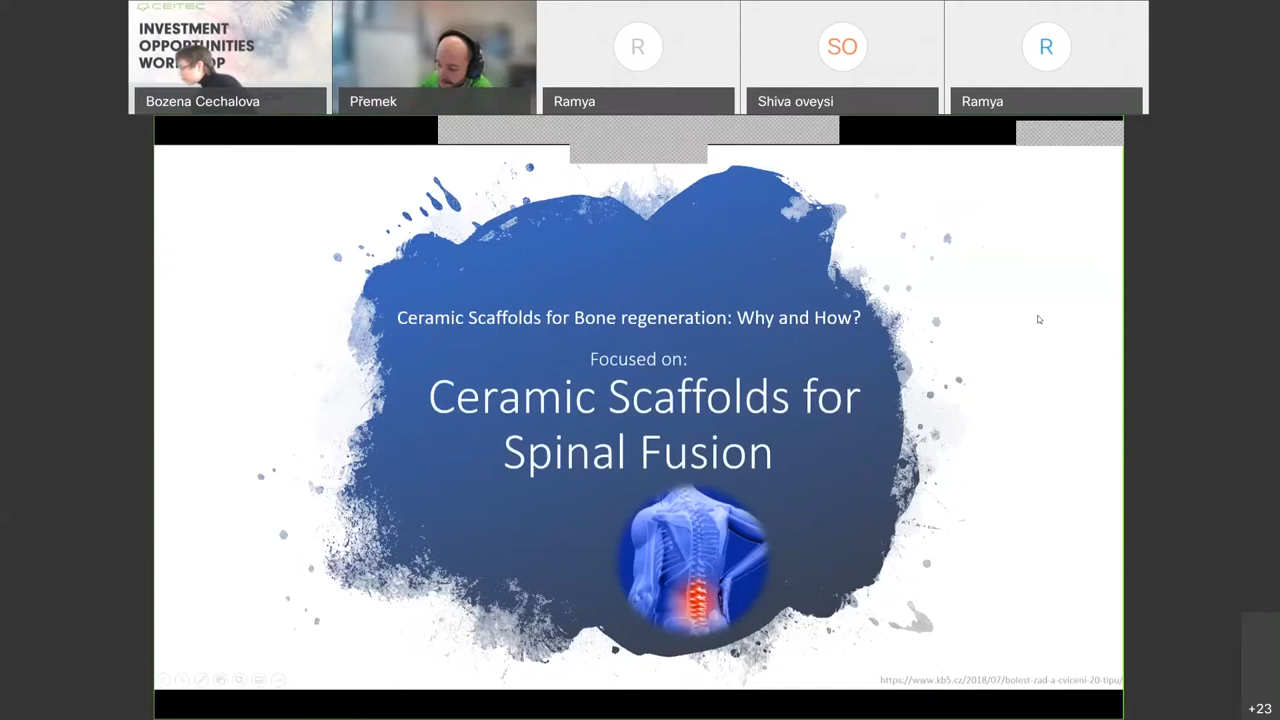 CEITEC
INVESTMENT
OPPORTUNITIES
Bozena Cechalova
Přemek
R
Ramya
SO
Shiva oveysi
R
Ramya
Ceramic Scaffolds for Bone regeneration: Why and How?
Focused on:
Ceramic Scaffolds for
Spinal Fusion
https://www.kb5.cz/2018/07/bolest-zad-a-cviceni-20-tipu/
+23